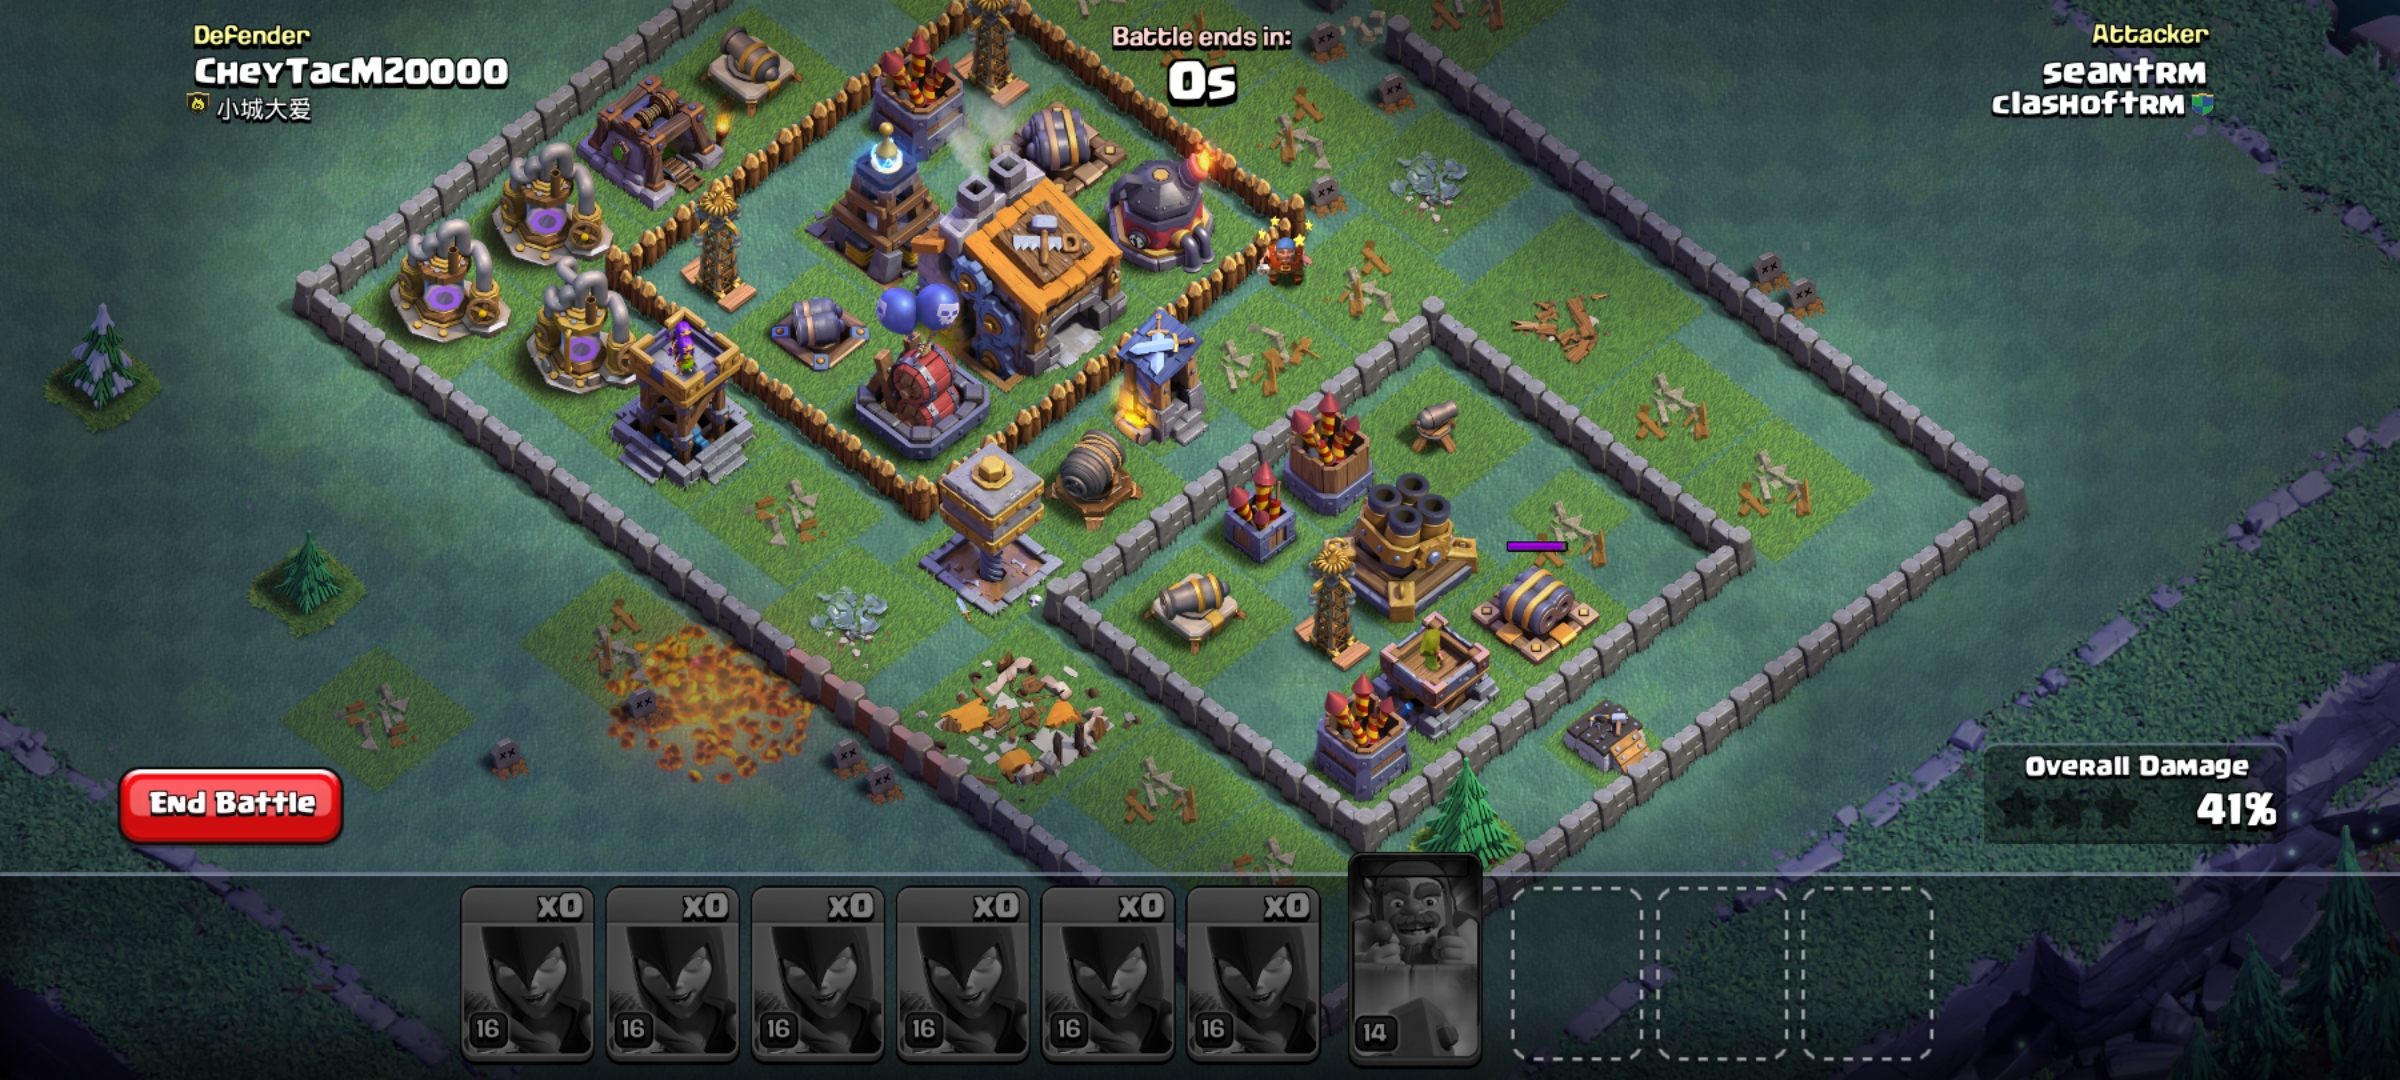 Defender
CheyTacM20000
小城大爱
Battle ends in:
0s
Attacker
seantRM
clashoftRM
End Battle
Overall Damage
41%
x0
x0
x0
x0
x0
x0
16
16
16
16
16
16
14